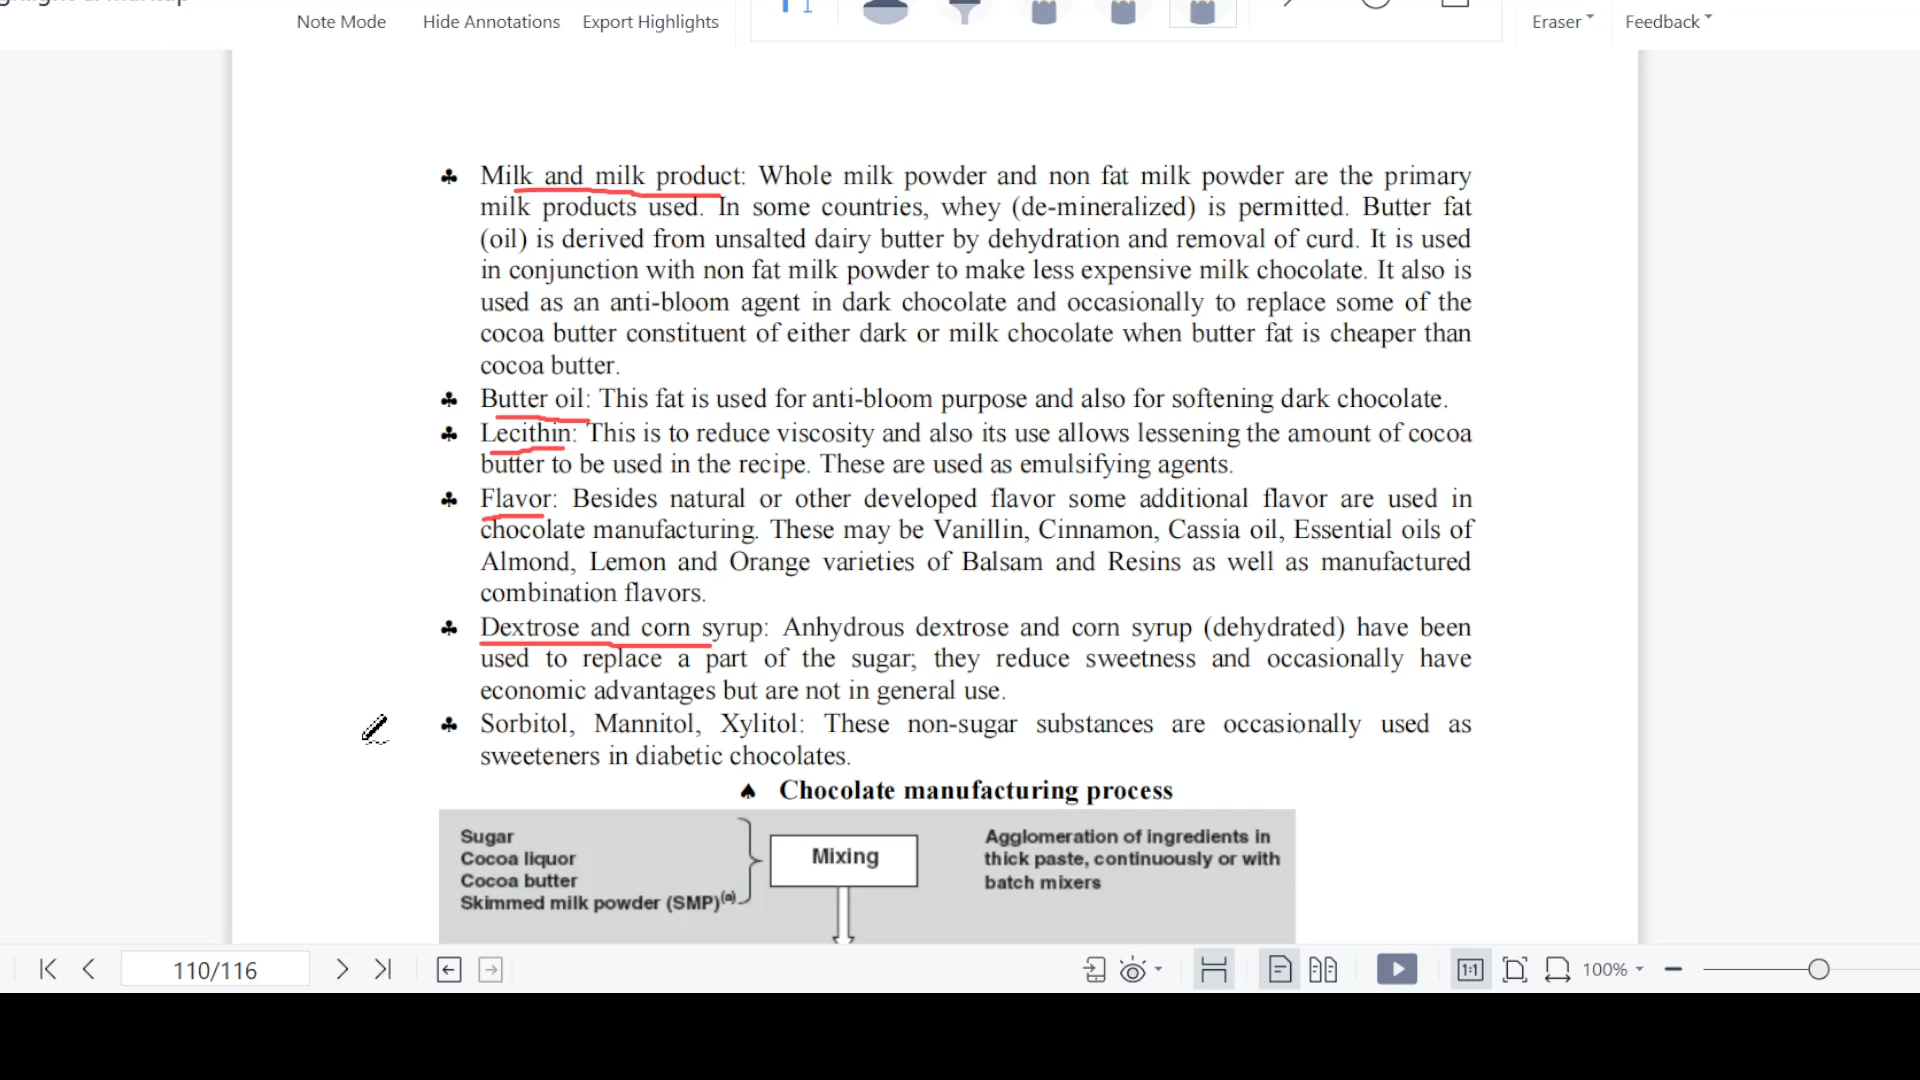 Note Mode Hide Annotations Export Highlights Eraser Feedback
♣ Milk and milk product: Whole milk powder and non fat milk powder are the primary
milk products used. In some countries, whey (de-mineralized) is permitted. Butter fat
(oil) is derived from unsalted dairy butter by dehydration and removal of curd. It is used
in conjunction with non fat milk powder to make less expensive milk chocolate. It also is
used as an anti-bloom agent in dark chocolate and occasionally to replace some of the
cocoa butter constituent of either dark or milk chocolate when butter fat is cheaper than
cocoa butter.
♣ Butter oil: This fat is used for anti-bloom purpose and also for softening dark chocolate.
♣ Lecithin: This is to reduce viscosity and also its use allows lessening the amount of cocoa
butter to be used in the recipe. These are used as emulsifying agents.
♣ Flavor: Besides natural or other developed flavor some additional flavor are used in
chocolate manufacturing. These may be Vanillin, Cinnamon, Cassia oil, Essential oils of
Almond, Lemon and Orange varieties of Balsam and Resins as well as manufactured
combination flavors.
♣ Dextrose and corn syrup: Anhydrous dextrose and corn syrup (dehydrated) have been
used to replace a part of the sugar; they reduce sweetness and occasionally have
economic advantages but are not in general use.
♣ Sorbitol, Mannitol, Xylitol: These non-sugar substances are occasionally used as
sweeteners in diabetic chocolates.
♠ Chocolate manufacturing process
Sugar
Cocoa liquor
Cocoa butter
Skimmed milk powder (SMP)(a)
Mixing
Agglomeration of ingredients in
thick paste, continuously or with
batch mixers
110/116 1:1 100%